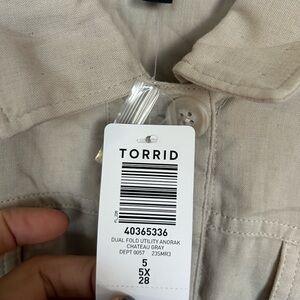 TORRID
40365336
DUAL FOLD UTILITY ANORAK
CHATEAU GRAY
DEPT 0057 23SMR3
5
5X
28